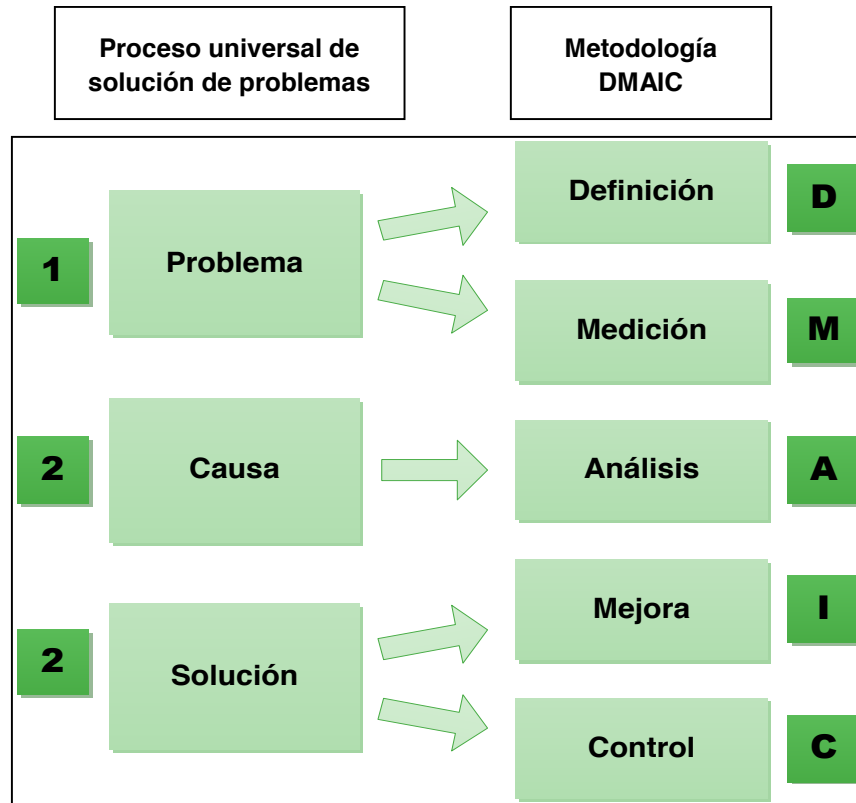 Proceso universal de
solución de problemas
Metodología
DMAIC
1
Problema
Definición
D
Medición
M
2
Causa
Análisis
A
2
Solución
Mejora
I
Control
C